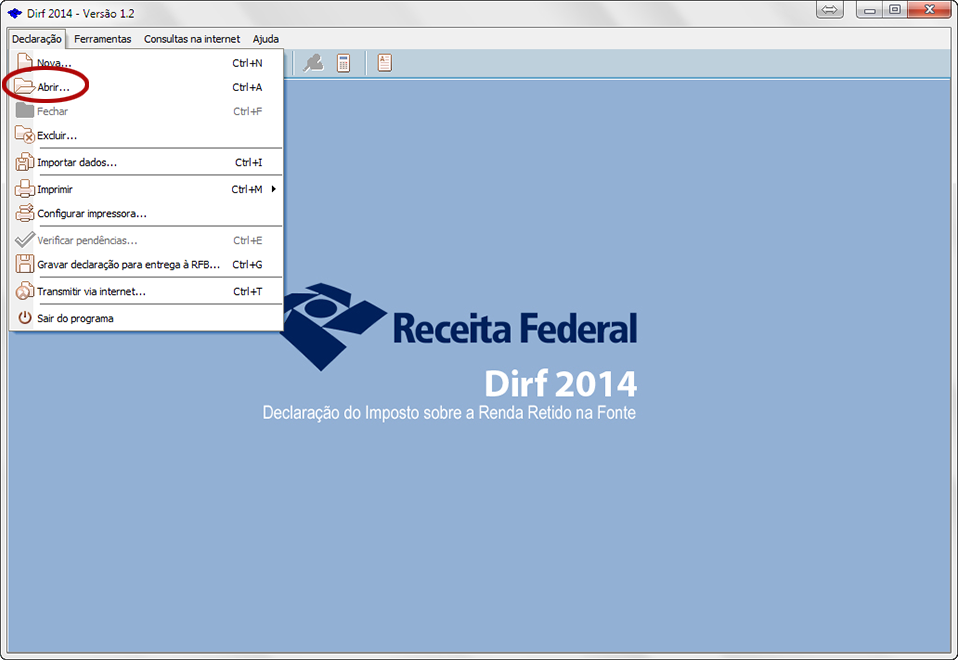 Dirf 2014 - Versão 1.2
Declaração Ferramentas Consultas na internet Ajuda
Nova... Ctrl+N
Abrir... Ctrl+A
Fechar Ctrl+F
Excluir...
Importar dados... Ctrl+I
Imprimir Ctrl+M
Configurar impressora...
Verificar pendências... Ctrl+E
Gravar declaração para entrega à RFB... Ctrl+G
Transmitir via internet... Ctrl+T
Sair do programa
Receita Federal
Dirf 2014
Declaração do Imposto sobre a Renda Retido na Fonte